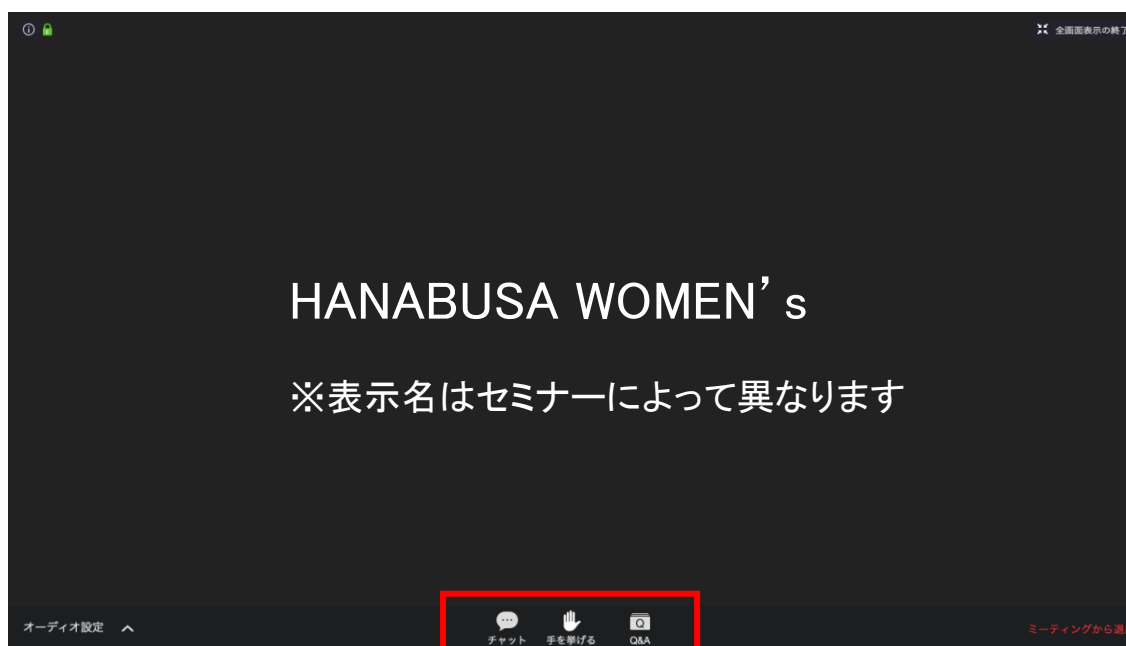 全画面表示の終了
HANABUSA WOMEN’s
※表示名はセミナーによって異なります
オーディオ設定
チャット 手を挙げる Q&A
ミーティングから退